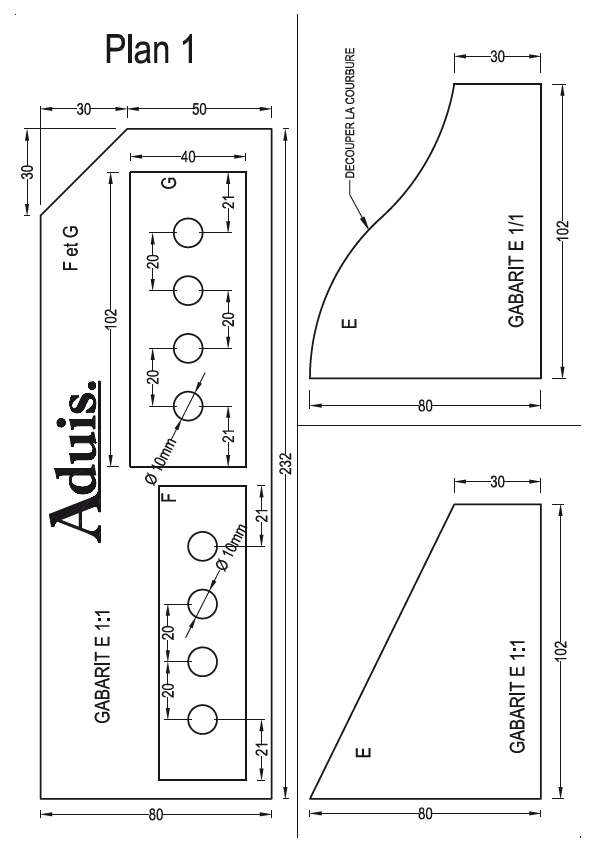 Plan 1
30
50
30
40
G
21
F et G
20
20
102
20
21
Ø 10mm
Aduis.
232
F
21
Ø 10mm
20
20
21
GABARIT E 1:1
80
30
DECOUPER LA COURBURE
102
GABARIT E 1/1
E
80
30
102
GABARIT E 1:1
E
80